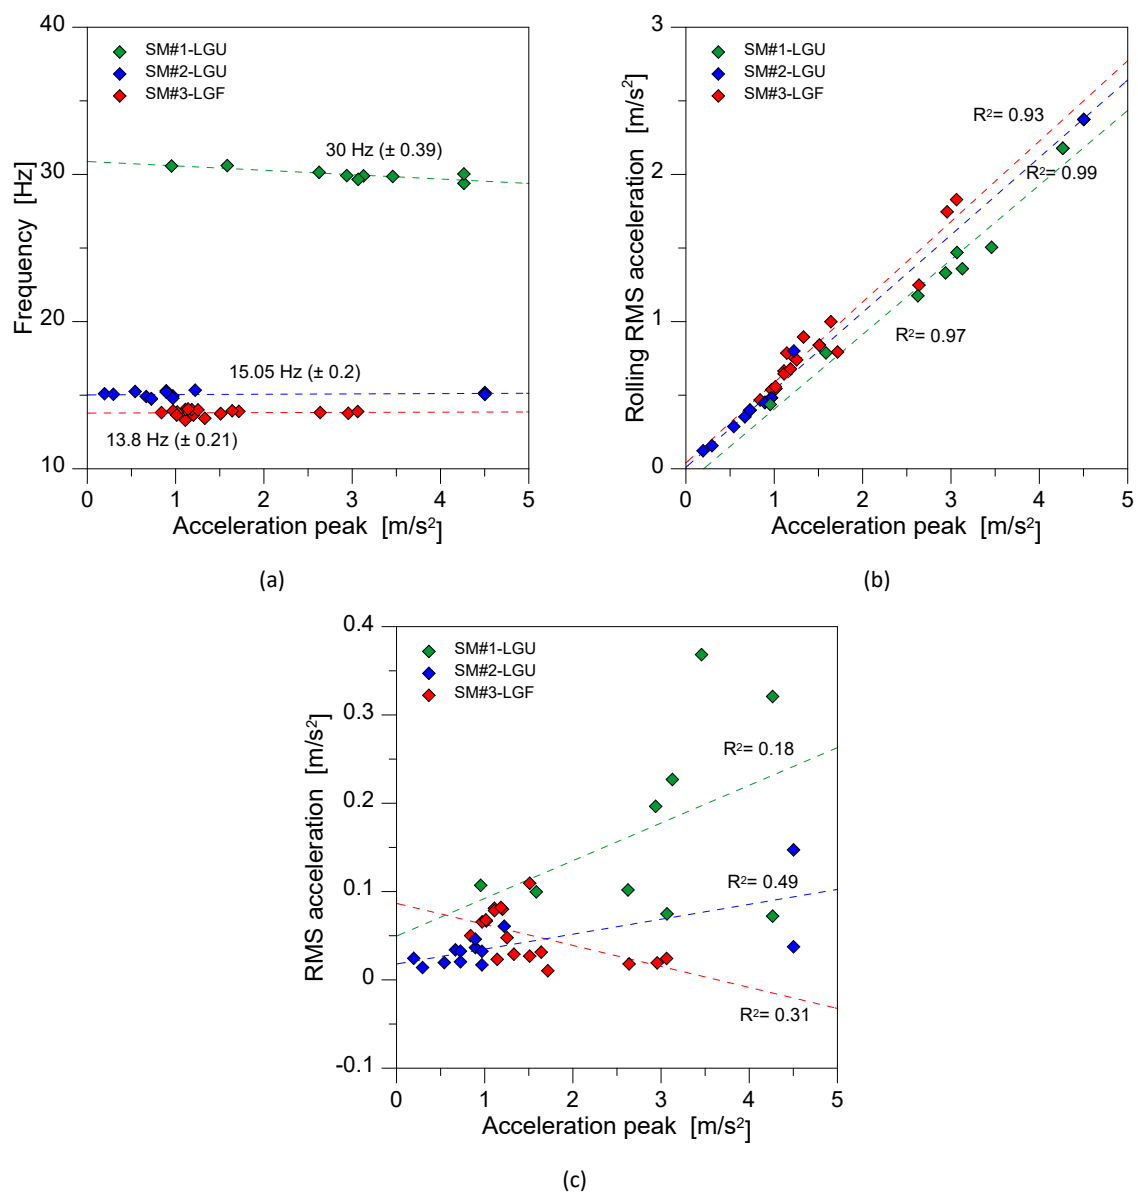 40
30
20
10
Frequency [Hz]
SM#1-LGU
SM#2-LGU
SM#3-LGF
30 Hz (± 0.39)
15.05 Hz (± 0.2)
13.8 Hz (± 0.21)
0 1 2 3 4 5
Acceleration peak [m/s²]
(a)
3
2
1
0
Rolling RMS acceleration [m/s²]
SM#1-LGU
SM#2-LGU
SM#3-LGF
R²= 0.93
R²= 0.99
R²= 0.97
0 1 2 3 4 5
Acceleration peak [m/s²]
(b)
0.4
0.3
0.2
0.1
0
-0.1
RMS acceleration [m/s²]
SM#1-LGU
SM#2-LGU
SM#3-LGF
R²= 0.18
R²= 0.49
R²= 0.31
0 1 2 3 4 5
Acceleration peak [m/s²]
(c)